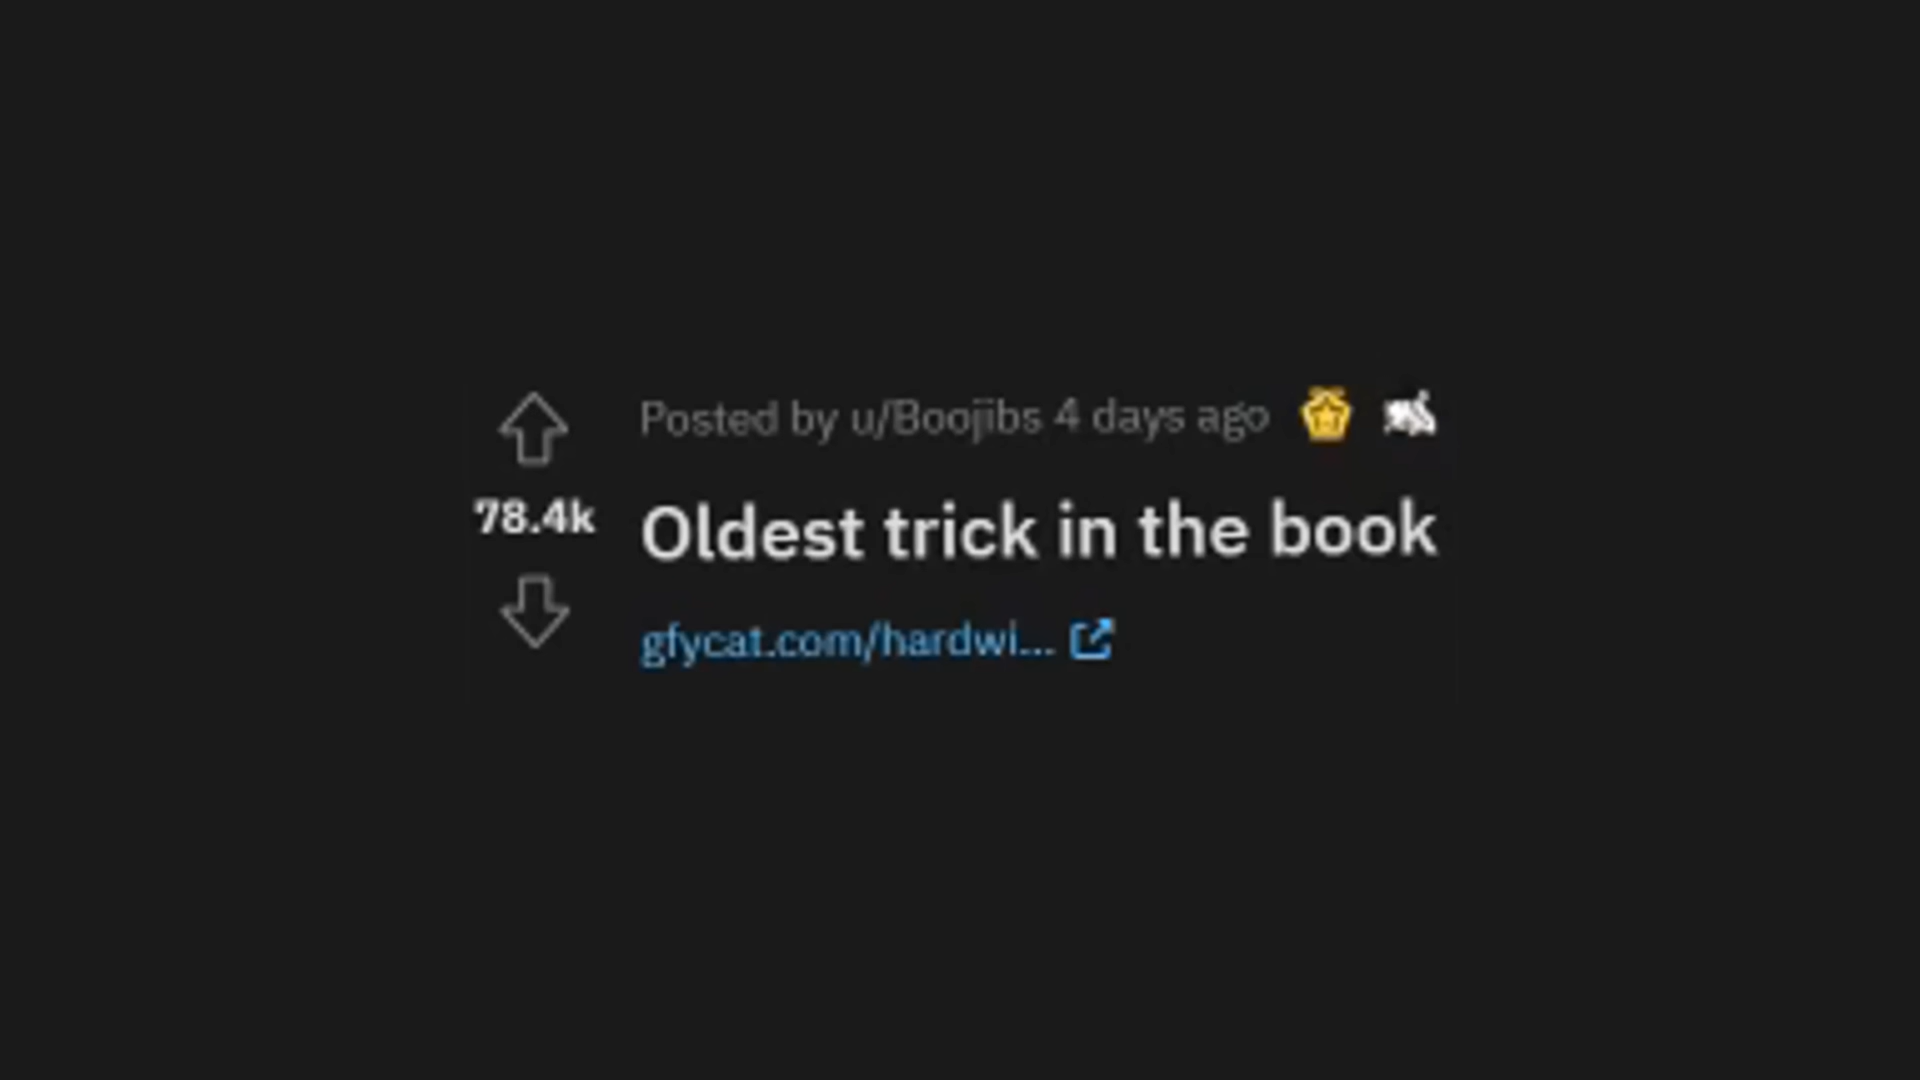 Posted by u/Boojibs 4 days ago
78.4k
Oldest trick in the book
gfycat.com/hardwi...